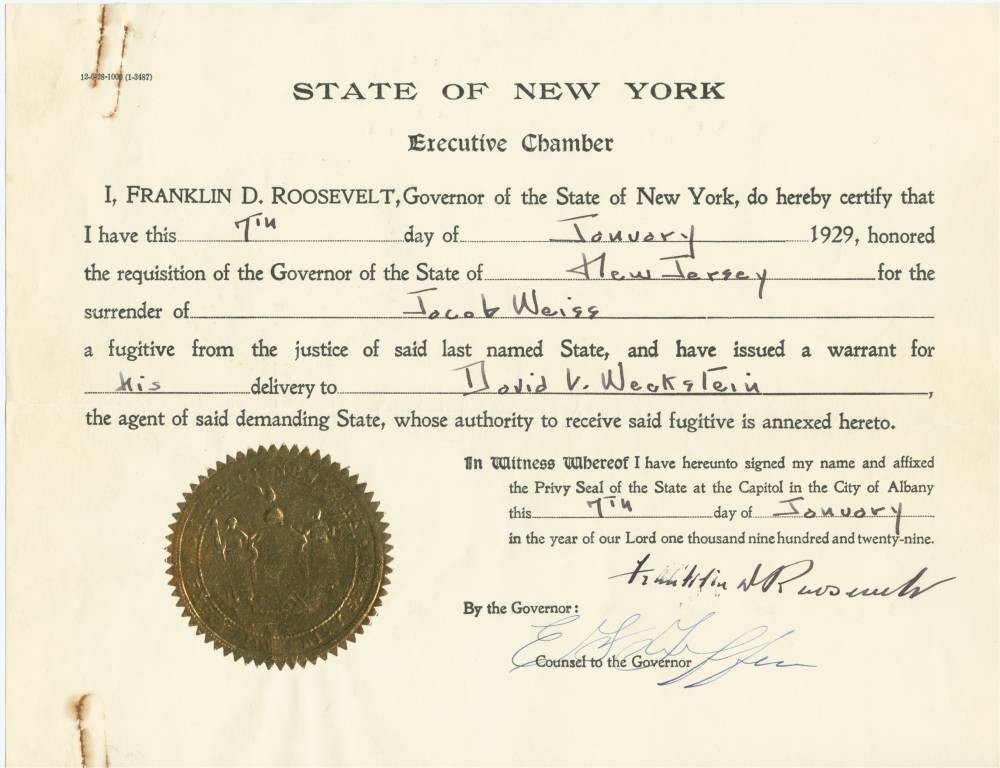 12-6-28-1000 (1-3487)
STATE OF NEW YORK
Executive Chamber
I, FRANKLIN D. ROOSEVELT, Governor of the State of New York, do hereby certify that
I have this 7TH day of January 1929, honored
the requisition of the Governor of the State of New Jersey for the
surrender of Jacob Weiss
a fugitive from the justice of said last named State, and have issued a warrant for
his delivery to David V. Weckstein,
the agent of said demanding State, whose authority to receive said fugitive is annexed hereto.
In Witness Whereof I have hereunto signed my name and affixed
the Privy Seal of the State at the Capitol in the City of Albany
this 7TH day of January
in the year of our Lord one thousand nine hundred and twenty-nine.
Franklin D Roosevelt
By the Governor:
Counsel to the Governor